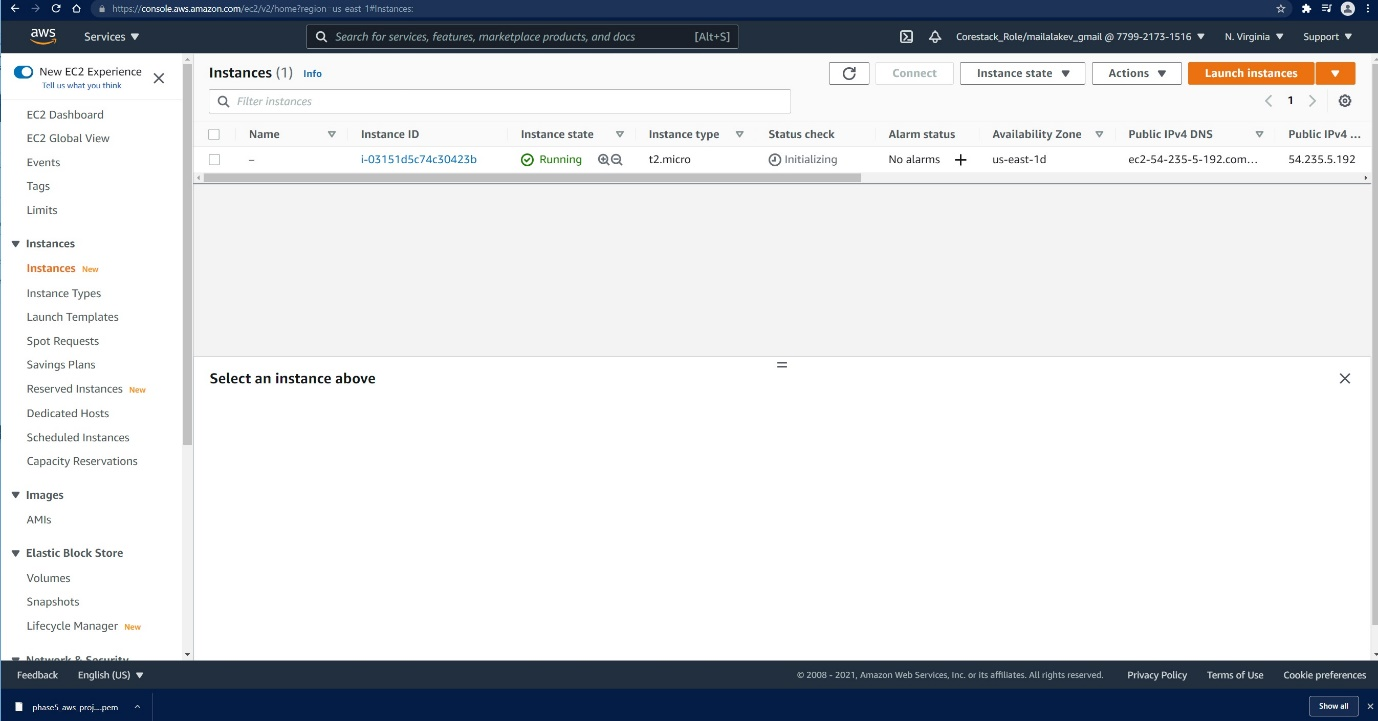 https://console.aws.amazon.com/ec2/v2/home?region us east 1#Instances:
aws
Services
Search for services, features, marketplace products, and docs [Alt+S]
Corestack_Role/mailalakev_gmail @ 7799-2173-1516
N. Virginia
Support
New EC2 Experience
Tell us what you think
EC2 Dashboard
EC2 Global View
Events
Tags
Limits
Instances
Instances New
Instance Types
Launch Templates
Spot Requests
Savings Plans
Reserved Instances New
Dedicated Hosts
Scheduled Instances
Capacity Reservations
Images
AMIs
Elastic Block Store
Volumes
Snapshots
Lifecycle Manager New
Network & Security
Instances (1) Info
Connect
Instance state
Actions
Launch instances
Filter instances
1
Name Instance ID Instance state Instance type Status check Alarm status Availability Zone Public IPv4 DNS Public IPv4 ...
– i-03151d5c74c30423b Running t2.micro Initializing No alarms + us-east-1d ec2-54-235-5-192.com... 54.235.5.192
Select an instance above
Feedback English (US) © 2008 - 2021, Amazon Web Services, Inc. or its affiliates. All rights reserved. Privacy Policy Terms of Use Cookie preferences
phase5_aws_proj....pem Show all